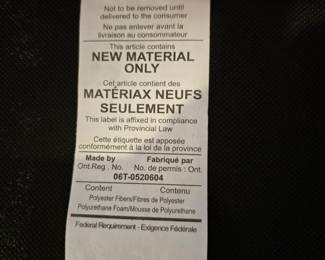 Not to be removed until
delivered to the consumer
Ne pas enlever avant la
livraison au consommateur
This article contains
NEW MATERIAL
ONLY
Cet article contient des
MATÉRIAX NEUFS
SEULEMENT
This label is affixed in compliance
with Provincial Law
Cette étiquette est apposée
conformément à la loi de la province
Made by Fabriqué par
Ont.Reg. No. No. de permis : Ont.
06T-0520604
Content Contenu
Polyester Fibers/Fibres de Polyester
Polyurethane Foam/Mousse de Polyurethane
Federal Requirement - Exigence Fédérale